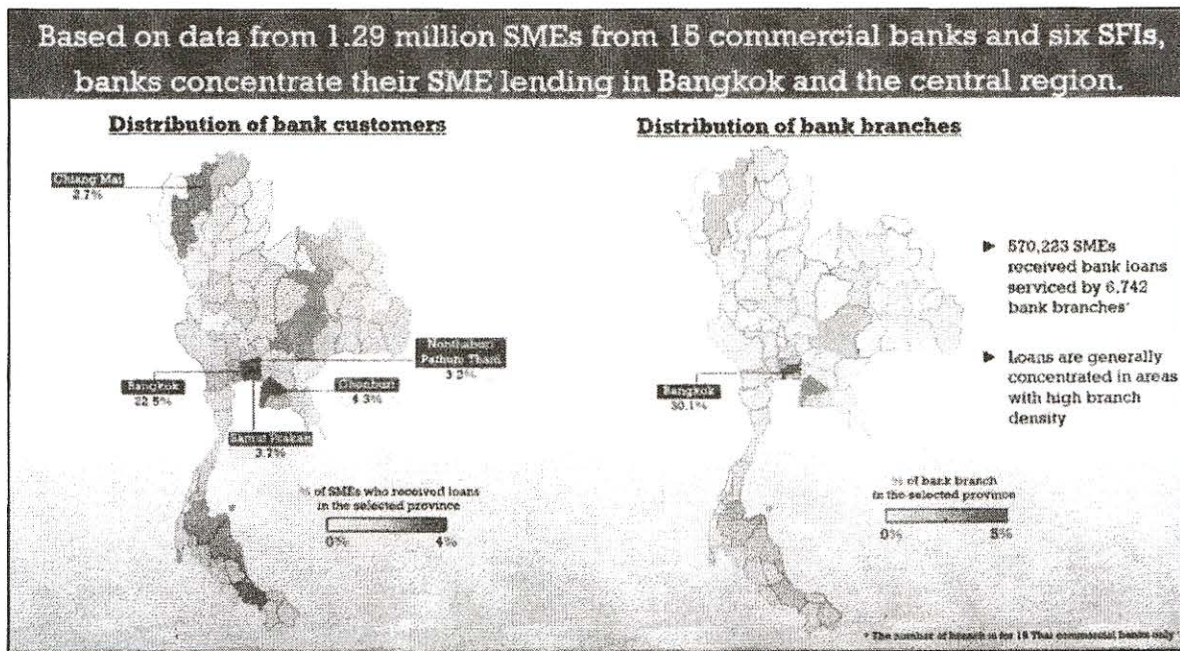 Based on data from 1.29 million SMEs from 15 commercial banks and six SFIs,
banks concentrate their SME lending in Bangkok and the central region.
Distribution of bank customers
Distribution of bank branches
Chiang Mai
2.7%
Nonthaburi
Pathum Thani
Bangkok
22.5%
Chonburi
4.3%
Samut Prakan
3.7%
% of SMEs who received loans
in the selected province
0%
4%
Bangkok
30.1%
% of bank branch
in the selected province
0%
▶ 570,223 SMEs
received bank loans
serviced by 6,742
bank branches*
▶ Loans are generally
concentrated in areas
with high branch
density
* The number of branch is for Thai commercial banks only